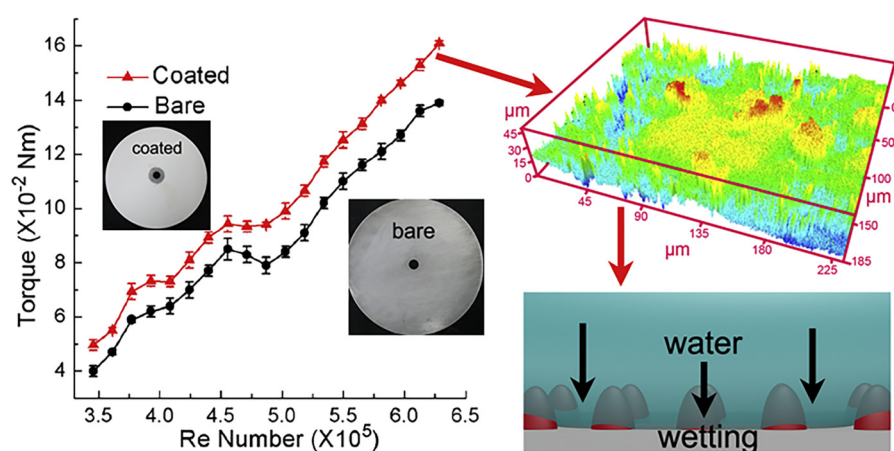 16
14
12
10
8
6
4
Torque (X10⁻² Nm)
Coated
Bare
coated
bare
3.5 4.0 4.5 5.0 5.5 6.0 6.5
Re Number (X10⁵)
µm
45
30
15
0
45
90
135
180
225
µm
0
50
100
µm
150
185
water
wetting